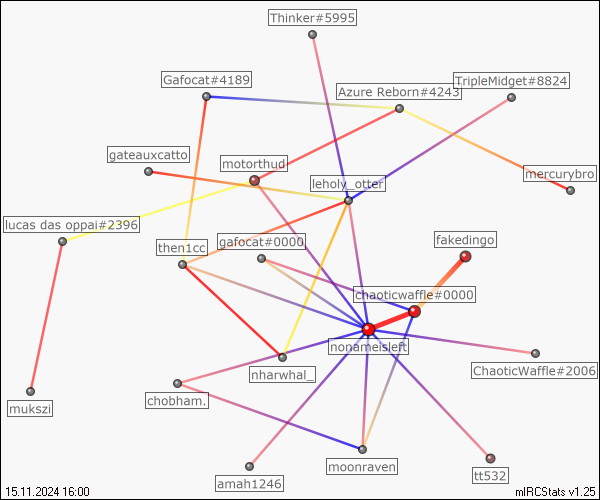 Thinker#5995
Gafocat#4189
TripleMidget#8824
Azure Reborn#4243
gateauxcatto
motorthud
mercurybro
leholy_otter
lucas das oppai#2396
then1cc
gafocat#0000
fakedingo
chaoticwaffle#0000
nonameisleft
ChaoticWaffle#2006
nharwhal_
chobham.
mukszi
moonraven
tt532
amah1246
15.11.2024 16:00
mIRCStats v1.25